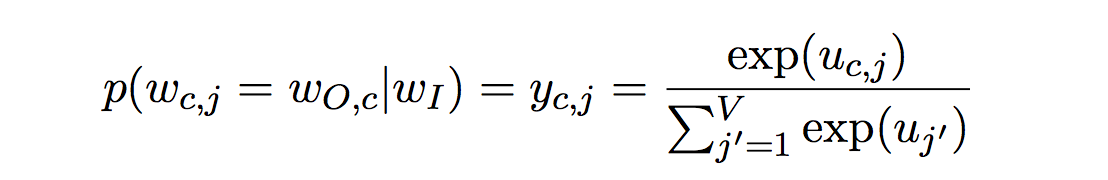 p(w_{c,j} = w_{O,c}|w_I) = y_{c,j} = \frac{\exp(u_{c,j})}{\sum_{j'=1}^{V} \exp(u_{j'})}